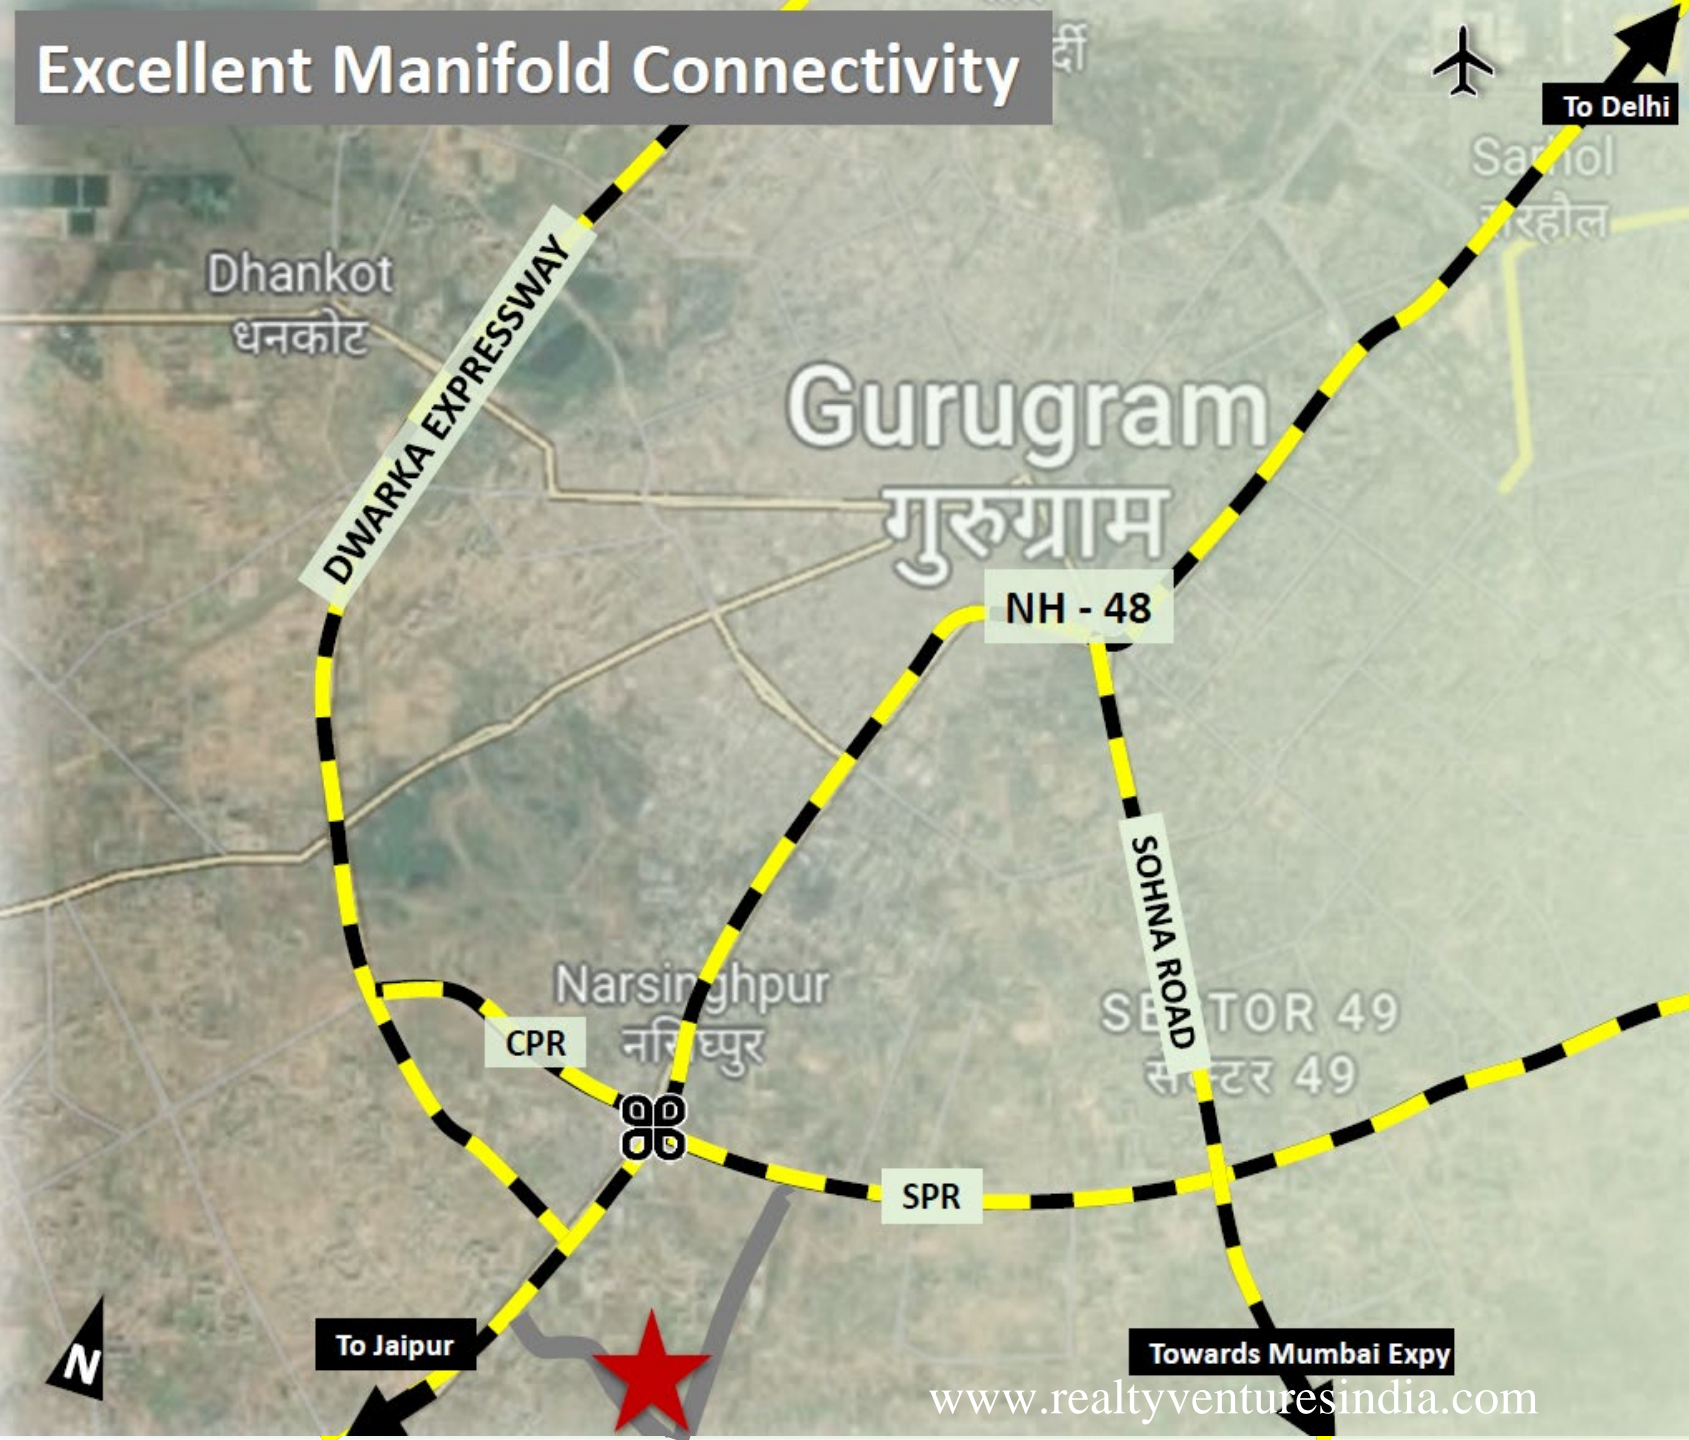 Excellent Manifold Connectivity
To Delhi
Dhankot
धनकोट
DWARKA EXPRESSWAY
Gurugram
गुरुग्राम
NH - 48
SOHNA ROAD
Narsinghpur
CPR
SPR
To Jaipur
N
Towards Mumbai Expy
www.realtyventuresindia.com